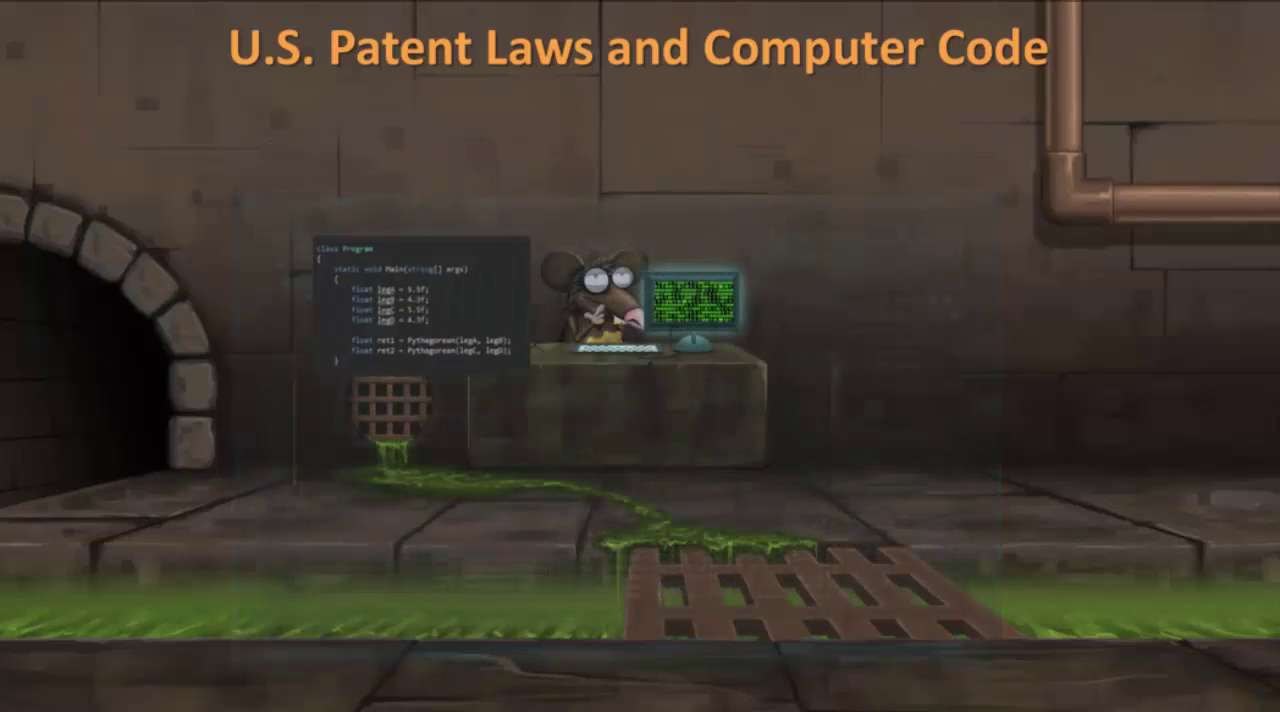 U.S. Patent Laws and Computer Code
class Program
{
static void Main(string[] args)
{
float legA = 5.5f;
float legB = 4.3f;
float legC = 5.5f;
float legD = 4.3f;
float ret1 = Pythagorean(legA, legB);
float ret2 = Pythagorean(legC, legD);
}